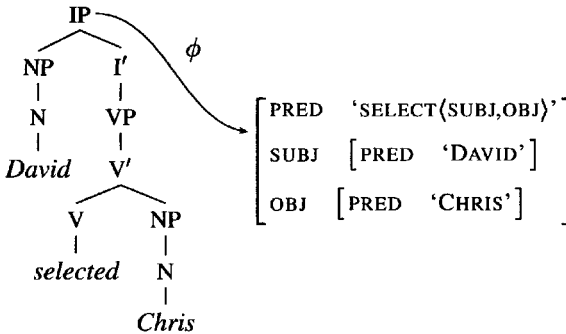 IP
ϕ
NP I′
N VP
David V′
V NP
selected N
Chris
PRED ‘SELECT⟨SUBJ,OBJ⟩’
SUBJ [PRED ‘DAVID’]
OBJ [PRED ‘CHRIS’]